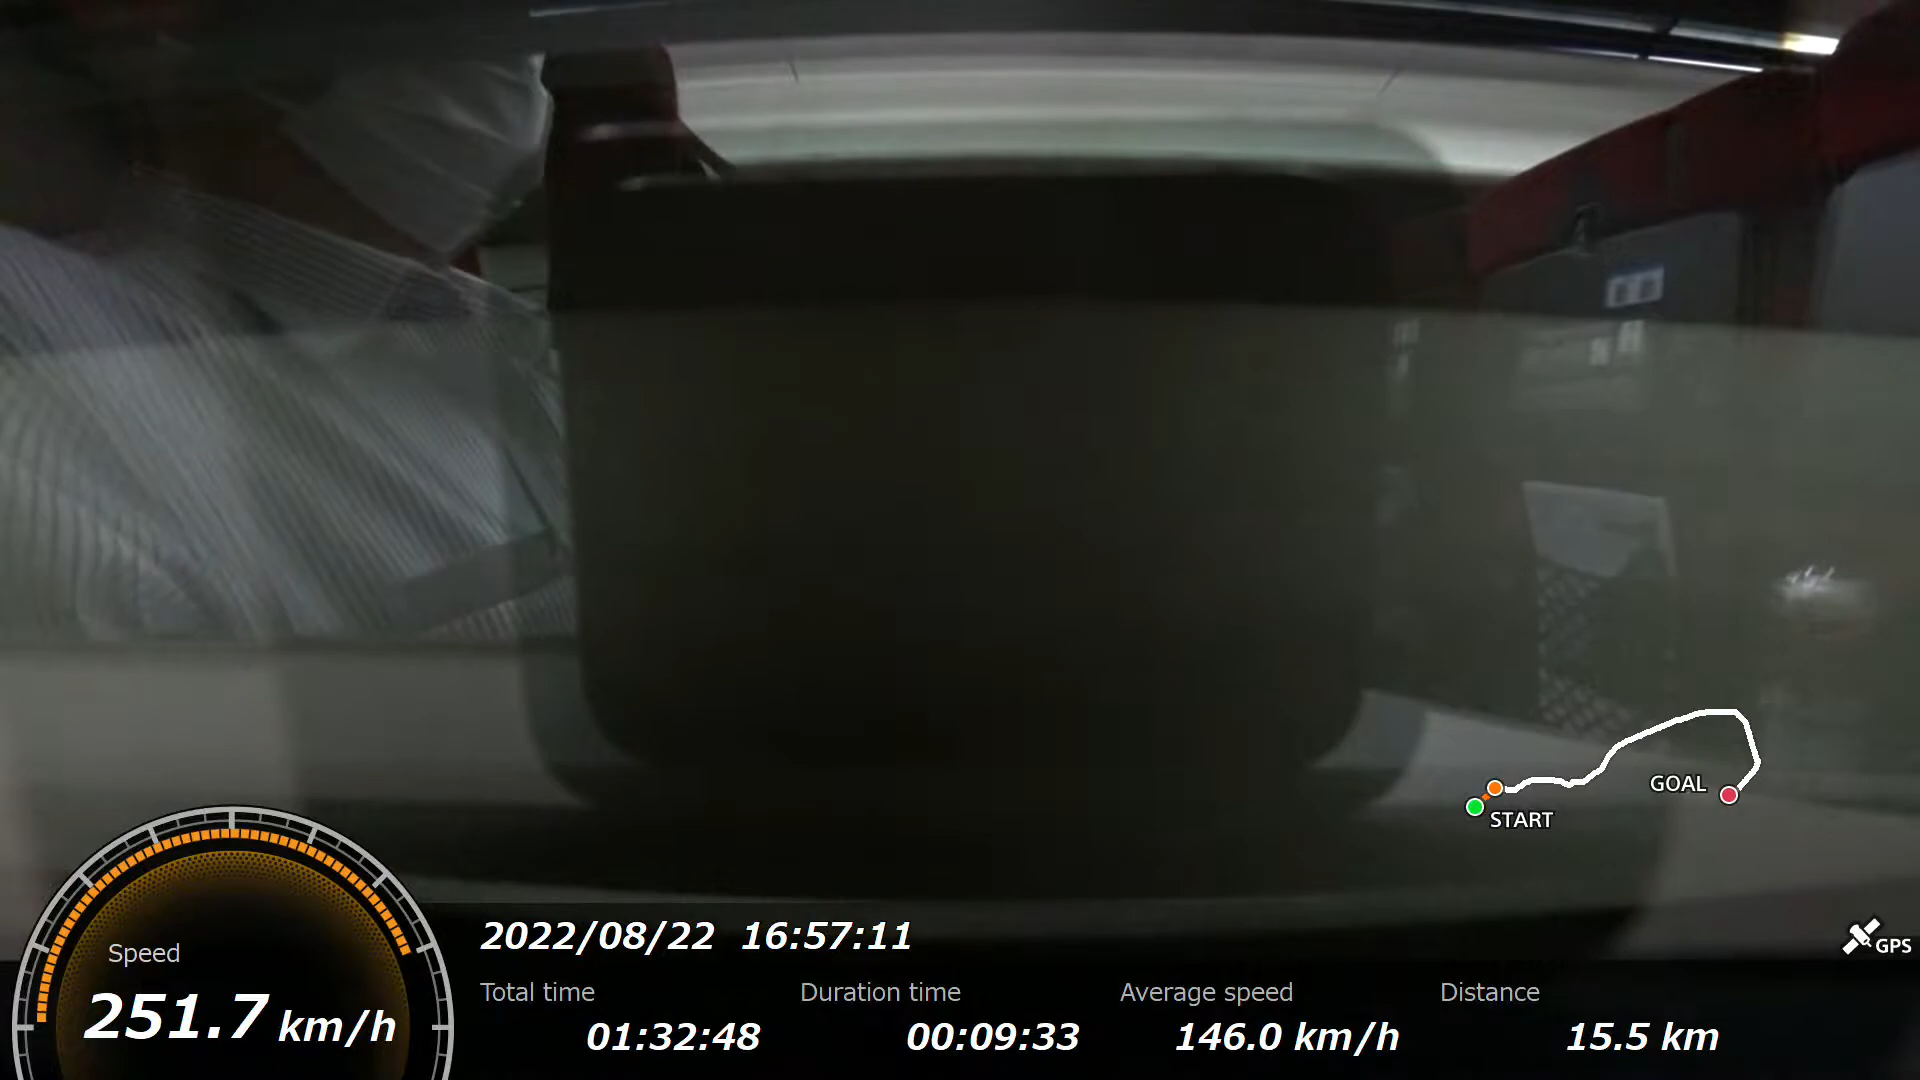 GOAL
START
GPS
2022/08/22 16:57:11
Speed
251.7 km/h
Total time
01:32:48
Duration time
00:09:33
Average speed
146.0 km/h
Distance
15.5 km